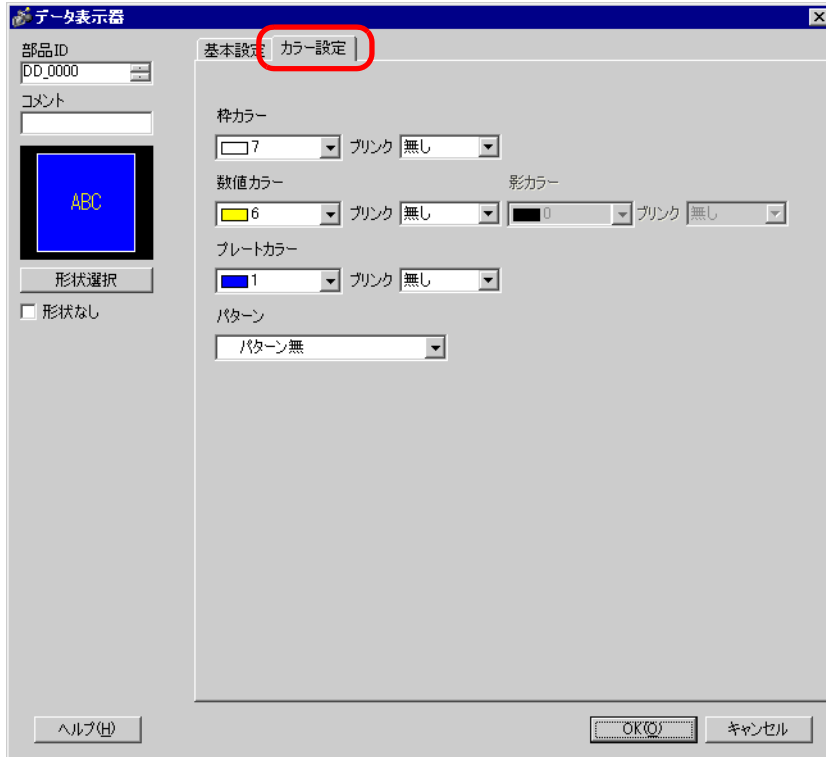 データ表示器
部品ID
DD_0000
コメント
ABC
形状選択
形状なし
基本設定 カラー設定
枠カラー
7 ブリンク 無し
数値カラー 影カラー
6 ブリンク 無し 0 ブリンク 無し
プレートカラー
1 ブリンク 無し
パターン
パターン無
ヘルプ(H) OK(O) キャンセル